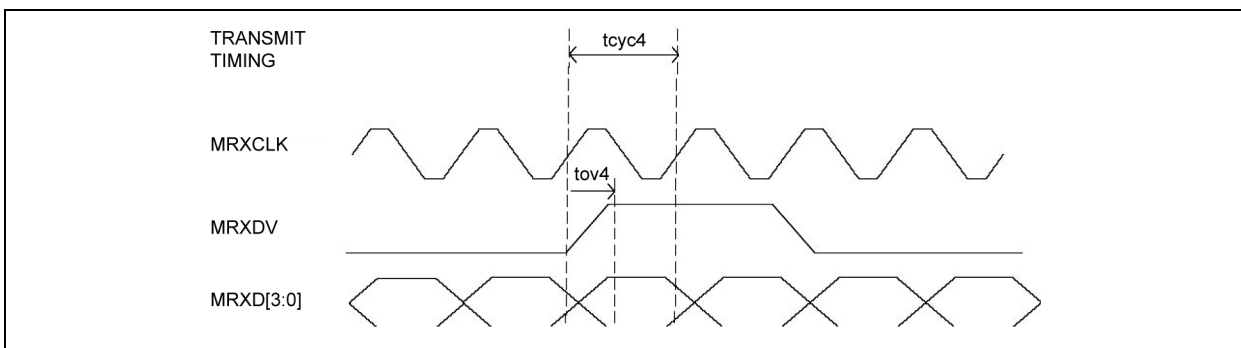 TRANSMIT
TIMING
tcyc4
MRXCLK
tov4
MRXDV
MRXD[3:0]